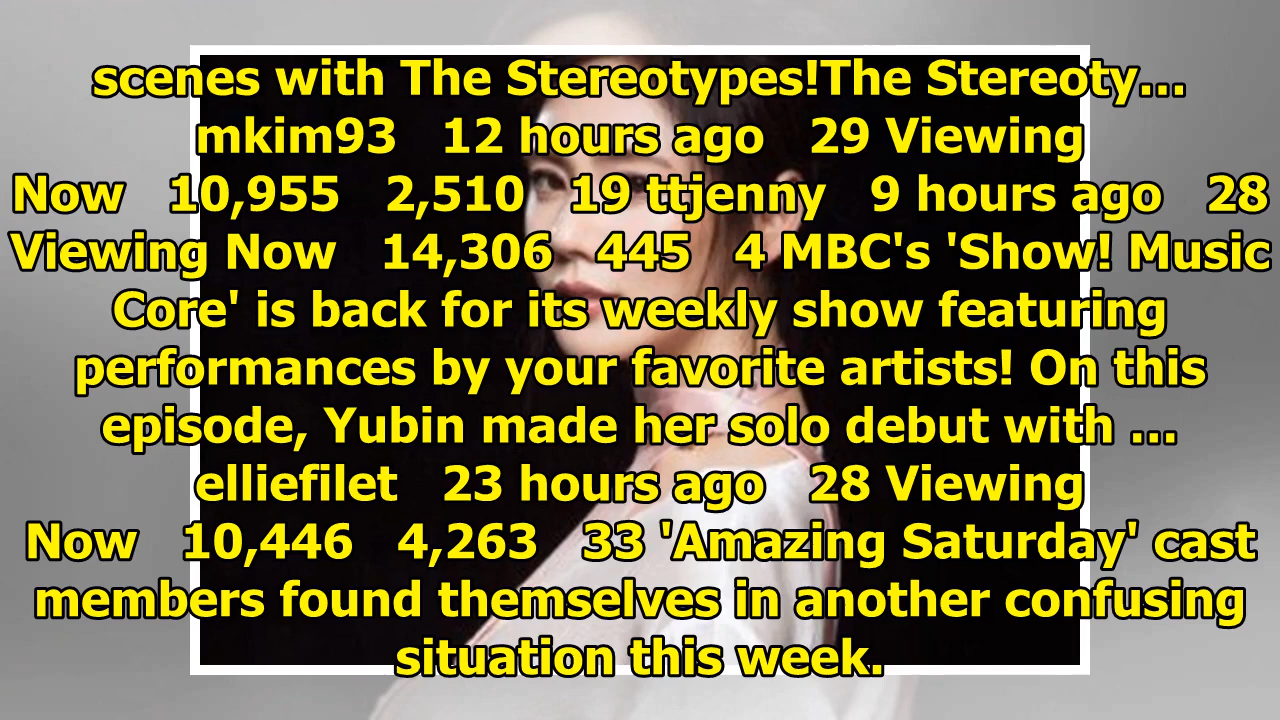 scenes with The Stereotypes!The Stereoty...
mkim93 12 hours ago 29 Viewing
Now 10,955 2,510 19 ttjenny 9 hours ago 28
Viewing Now 14,306 445 4 MBC's 'Show! Music
Core' is back for its weekly show featuring
performances by your favorite artists! On this
episode, Yubin made her solo debut with ...
elliefilet 23 hours ago 28 Viewing
Now 10,446 4,263 33 'Amazing Saturday' cast
members found themselves in another confusing
situation this week.